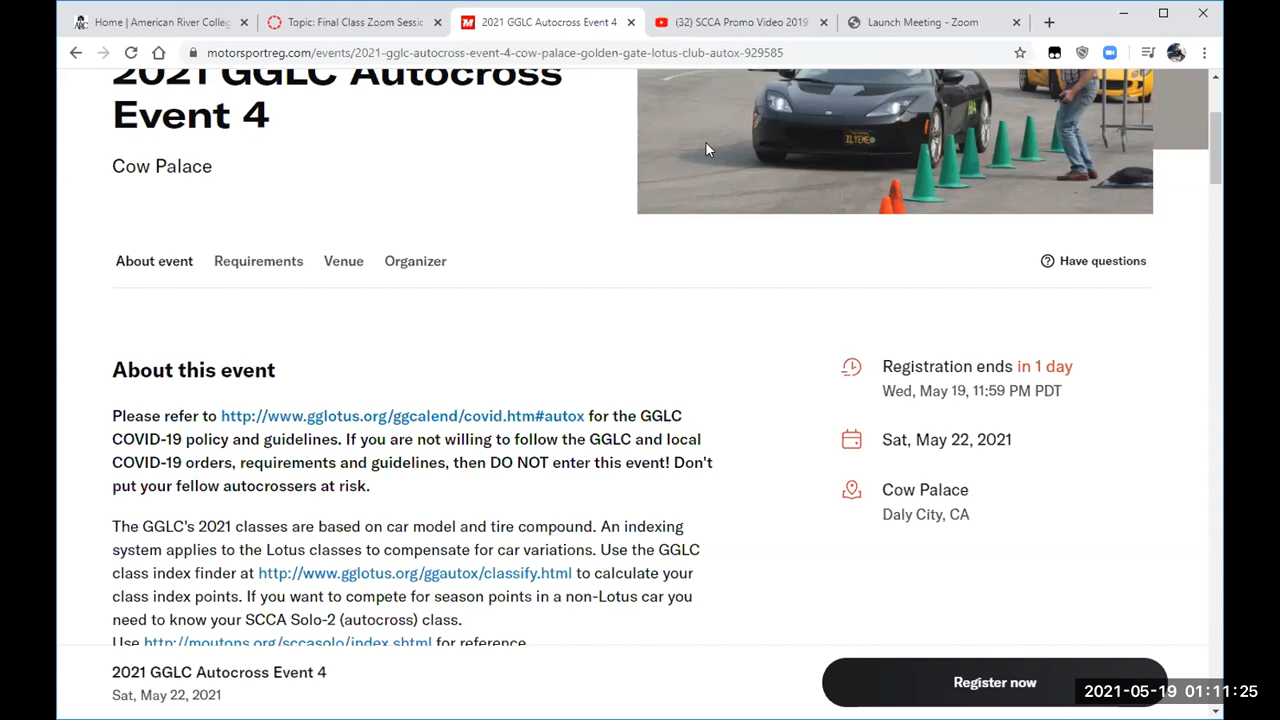 Home | American River Colle
Topic: Final Class Zoom Sessic
2021 GGLC Autocross Event 4
(32) SCCA Promo Video 2019
Launch Meeting - Zoom
motorsportreg.com/events/2021-gglc-autocross-event-4-cow-palace-golden-gate-lotus-club-autox-929585
2021 GGLC Autocross
Event 4
Cow Palace
About event
Requirements
Venue
Organizer
Have questions
About this event
Please refer to http://www.gglotus.org/ggcalend/covid.htm#autox for the GGLC
COVID-19 policy and guidelines. If you are not willing to follow the GGLC and local
COVID-19 orders, requirements and guidelines, then DO NOT enter this event! Don't
put your fellow autocrossers at risk.
The GGLC's 2021 classes are based on car model and tire compound. An indexing
system applies to the Lotus classes to compensate for car variations. Use the GGLC
class index finder at http://www.gglotus.org/ggautox/classify.html to calculate your
class index points. If you want to compete for season points in a non-Lotus car you
need to know your SCCA Solo-2 (autocross) class.
Use http://moutons.org/sccasolo/index.shtml for reference
Registration ends in 1 day
Wed, May 19, 11:59 PM PDT
Sat, May 22, 2021
Cow Palace
Daly City, CA
2021 GGLC Autocross Event 4
Sat, May 22, 2021
Register now
2021-05-19 01:11:25